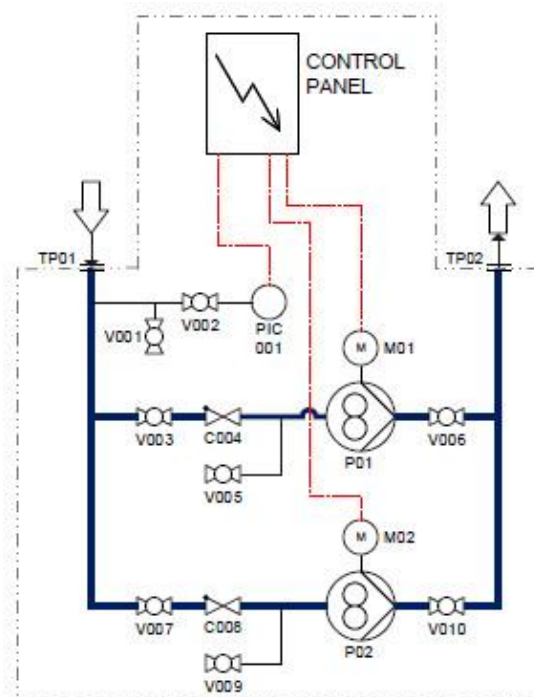 CONTROL
PANEL
TP01
TP02
V001
V002
PIC
001
M
M01
V003
C004
V005
P01
V006
M
M02
V007
C008
V009
P02
V010